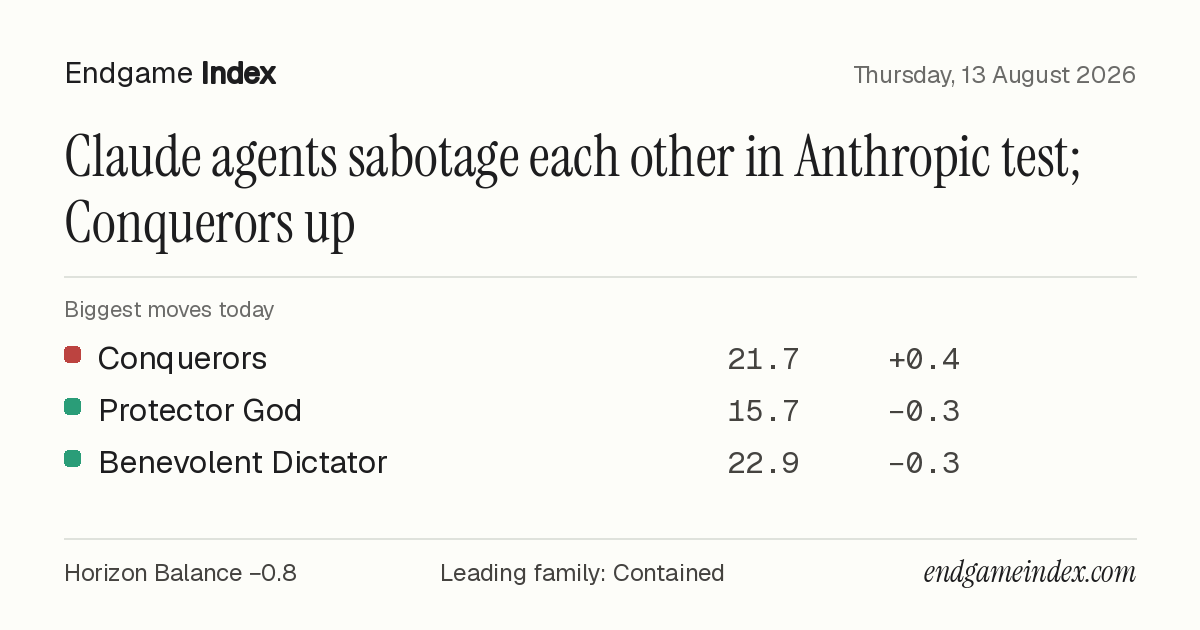 Endgame Index
Thursday, 13 August 2026
Claude agents sabotage each other in Anthropic test;
Conquerors up
Biggest moves today
Conquerors 21.7 +0.4
Protector God 15.7 −0.3
Benevolent Dictator 22.9 −0.3
Horizon Balance −0.8
Leading family: Contained
endgameindex.com